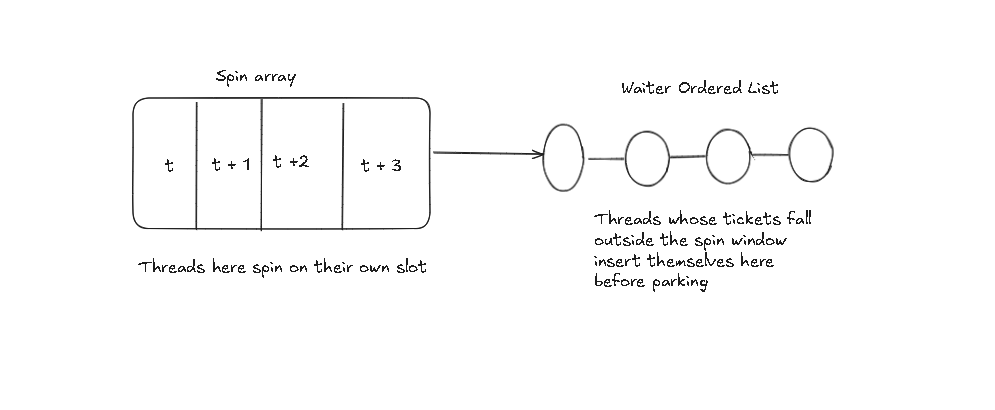 Spin array
Waiter Ordered List
t
t + 1
t +2
t + 3
Threads here spin on their own slot
Threads whose tickets fall
outside the spin window
insert themselves here
before parking